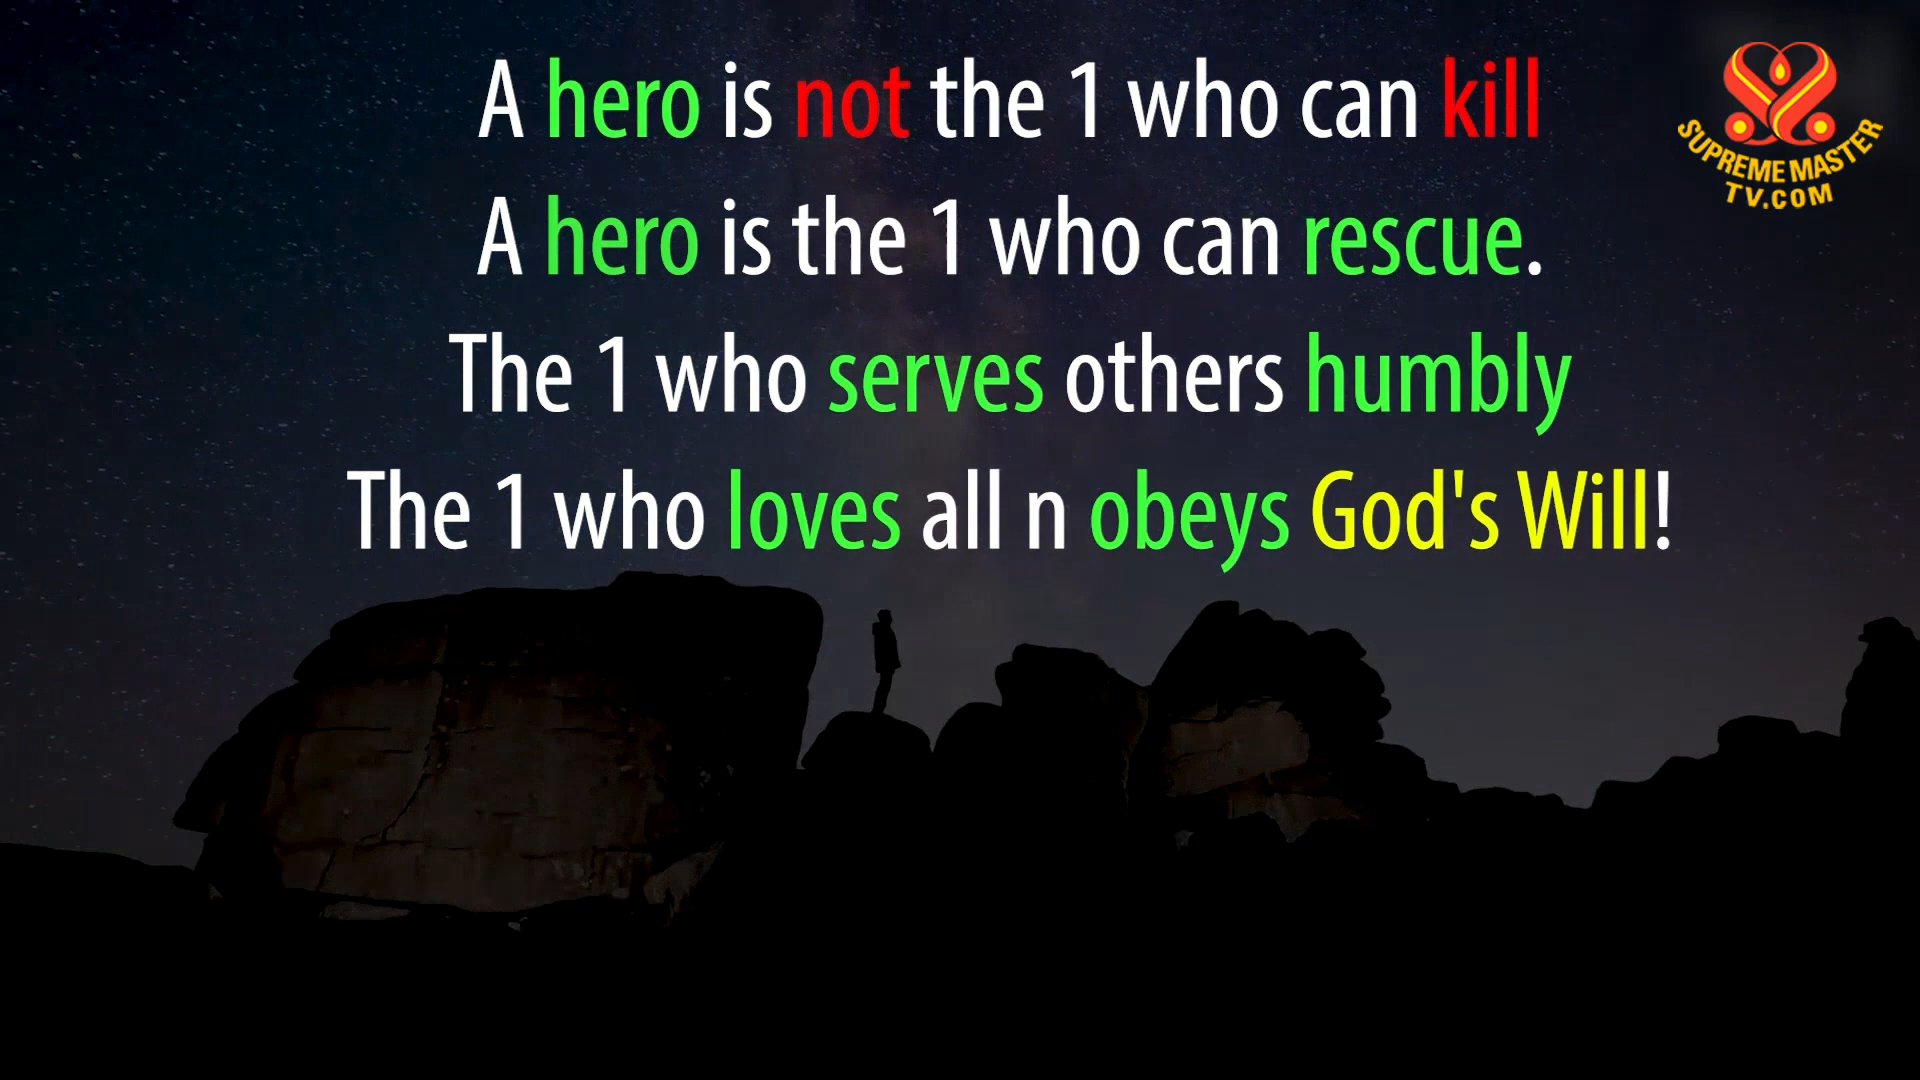 A hero is not the 1 who can kill
A hero is the 1 who can rescue.
The 1 who serves others humbly
The 1 who loves all n obeys God's Will!
SUPREME MASTER
TV.COM